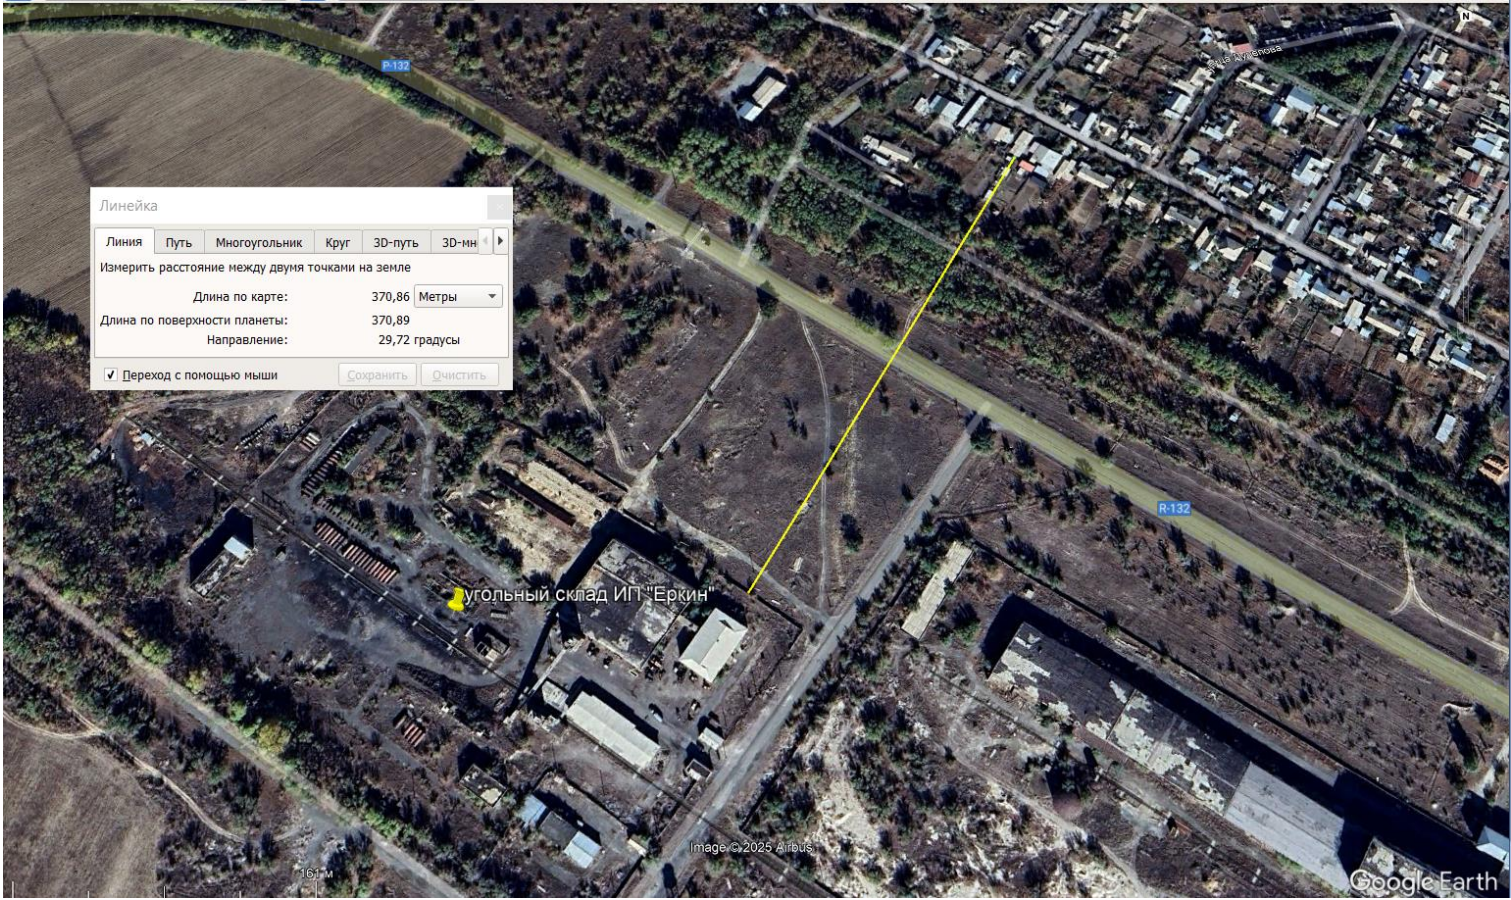 N
P-132
Линейка
Линия Путь Многоугольник Круг 3D-путь 3D-мн
Измерить расстояние между двумя точками на земле
Длина по карте: 370,86 Метры
Длина по поверхности планеты: 370,89
Направление: 29,72 градусы
Переход с помощью мыши Сохранить Очистить
R-132
угольный склад ИП "Еркин"
Image © 2025 Airbus
161 м
Google Earth